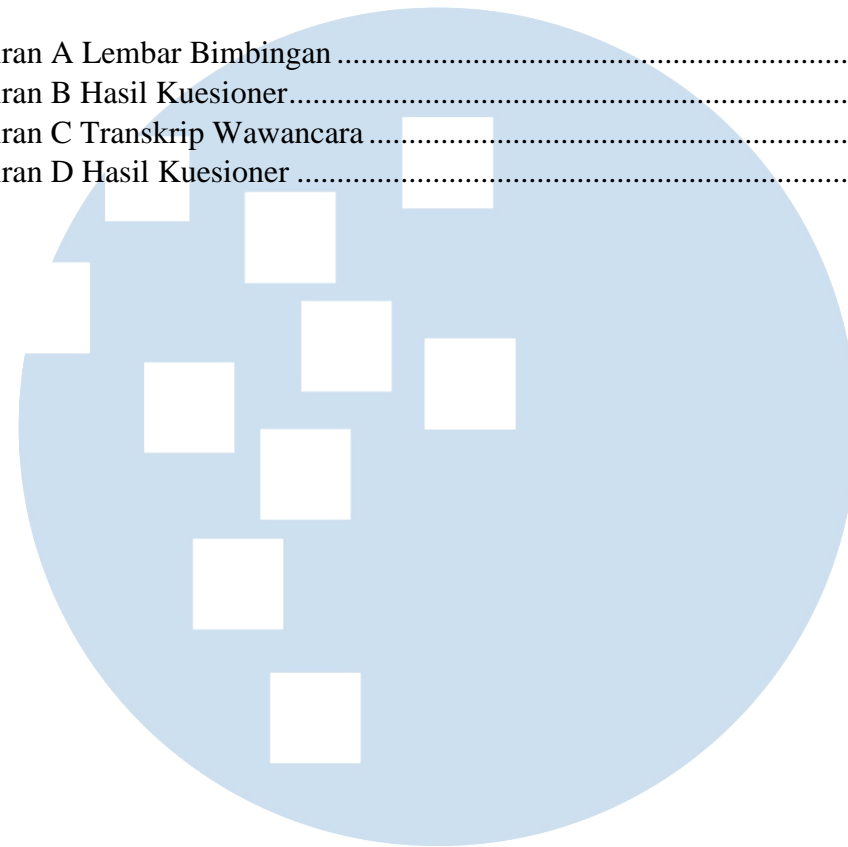 ran A Lembar Bimbingan ................................................................
ran B Hasil Kuesioner......................................................................
ran C Transkrip Wawancara ............................................................
ran D Hasil Kuesioner .....................................................................